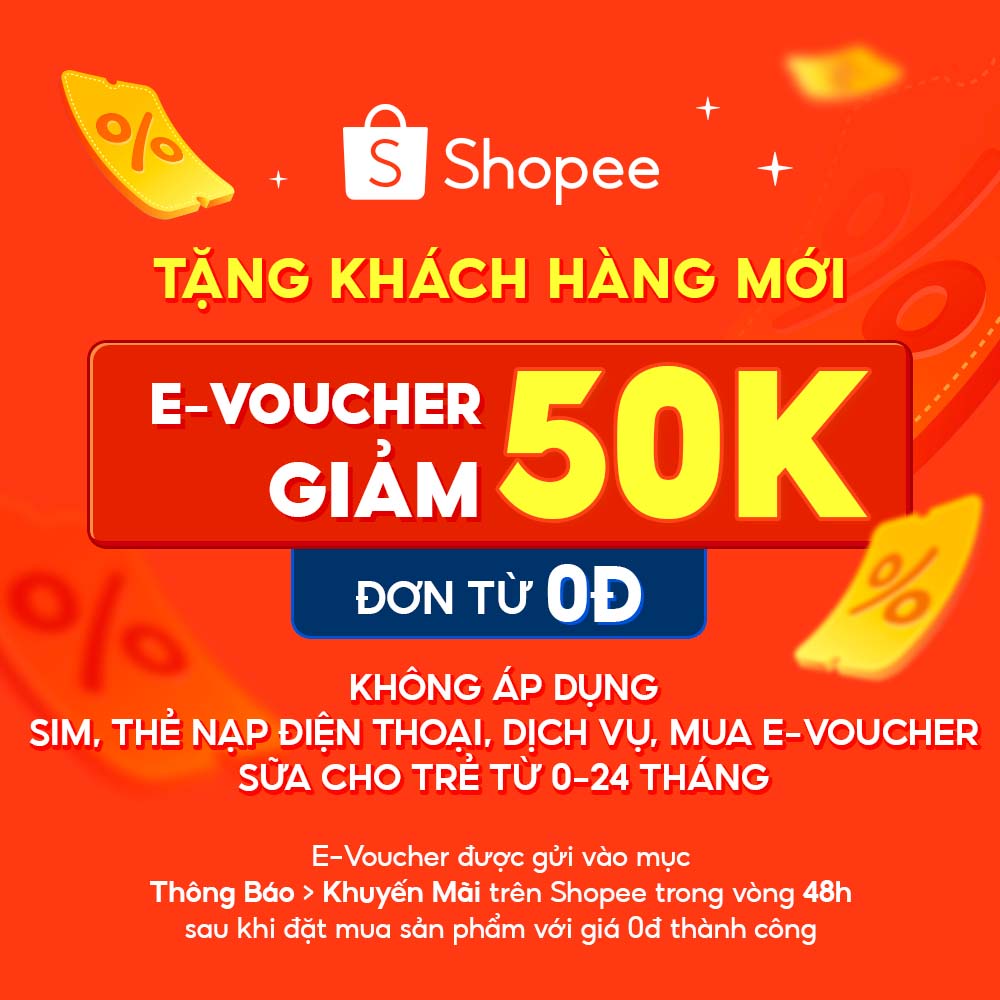 S Shopee
TẶNG KHÁCH HÀNG MỚI
E-VOUCHER
GIẢM 50K
ĐƠN TỪ 0Đ
KHÔNG ÁP DỤNG
SIM, THẺ NẠP ĐIỆN THOẠI, DỊCH VỤ, MUA E-VOUCHER
SỮA CHO TRẺ TỪ 0-24 THÁNG
E-Voucher được gửi vào mục
Thông Báo > Khuyến Mãi trên Shopee trong vòng 48h
sau khi đặt mua sản phẩm với giá 0đ thành công
%
%
%
%